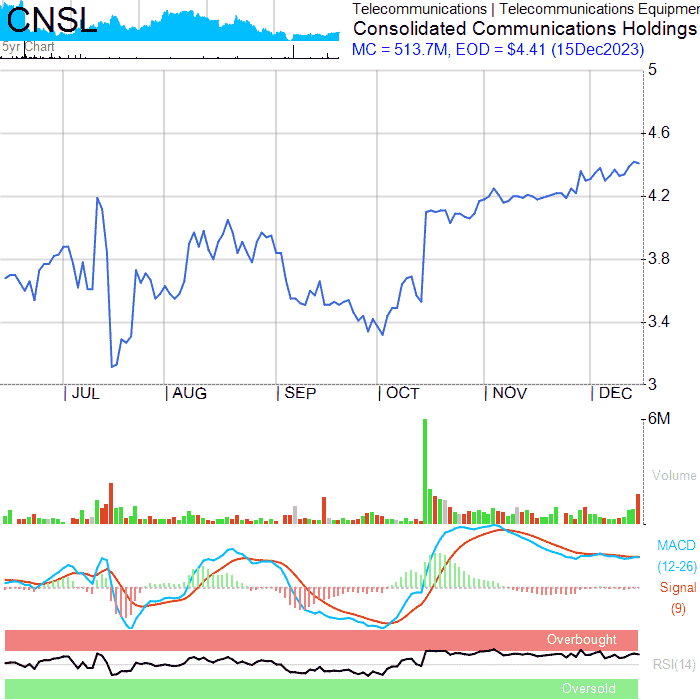 CNSL
5yr Chart
Telecommunications | Telecommunications Equipmen
Consolidated Communications Holdings
MC = 513.7M, EOD = $4.41 (15Dec2023)
5
4.6
4.2
3.8
3.4
3
JUL AUG SEP OCT NOV DEC
6M
Volume
MACD
(12-26)
Signal
(9)
Overbought
RSI(14)
Oversold